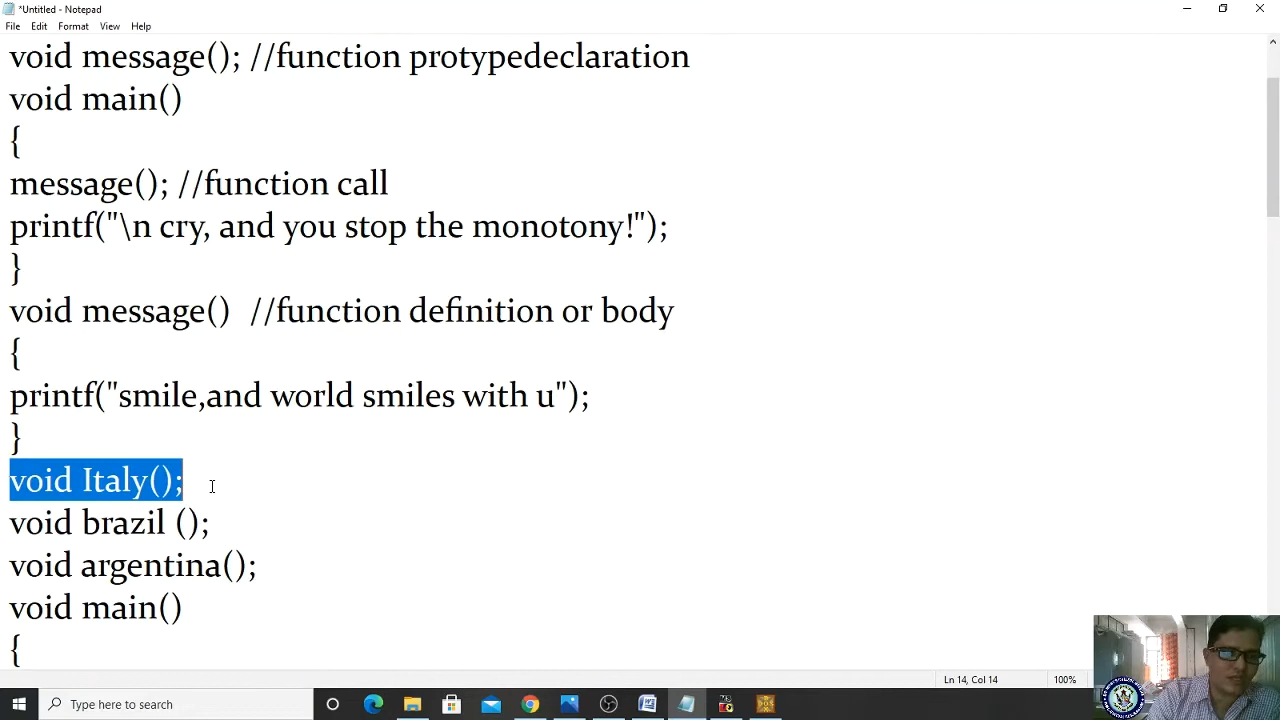 *Untitled - Notepad
File Edit Format View Help
void message(); //function protypedeclaration
void main()
{
message(); //function call
printf("\n cry, and you stop the monotony!");
}
void message()  //function definition or body
{
printf("smile,and world smiles with u");
}
void Italy();
void brazil ();
void argentina();
void main()
{
Ln 14, Col 14
100%
Type here to search